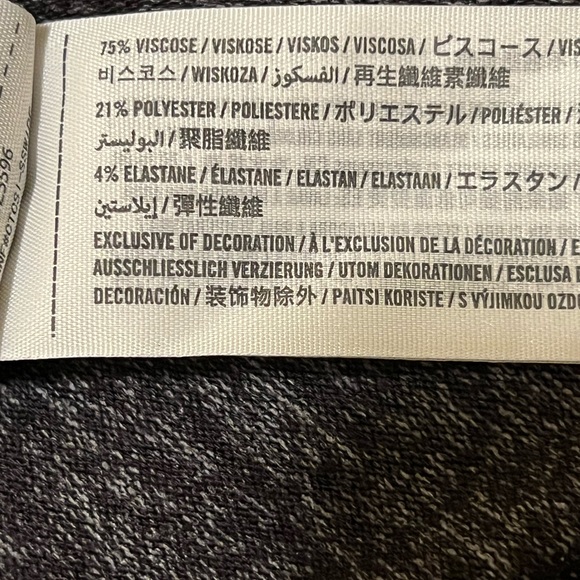 75% VISCOSE / VISKOSE / VISKOS / VISCOSA / ビスコース / VIS
비스코스 / WISKOZA / الفسكوز / 再生纖維素纖維
21% POLYESTER / POLIESTERE / ポリエステル / POLIÉSTER /
البوليستر / 聚脂纖維
4% ELASTANE / ÉLASTANE / ELASTAN / ELASTAAN / エラスタン /
إيلاستين / 彈性纖維
EXCLUSIVE OF DECORATION / À L'EXCLUSION DE LA DÉCORATION / E
AUSSCHLIESSLICH VERZIERUNG / UTOM DEKORATIONEN / ESCLUSA
DECORACIÓN / 装飾物除外 / PAITSI KORISTE / S VÝJIMKOU OZD